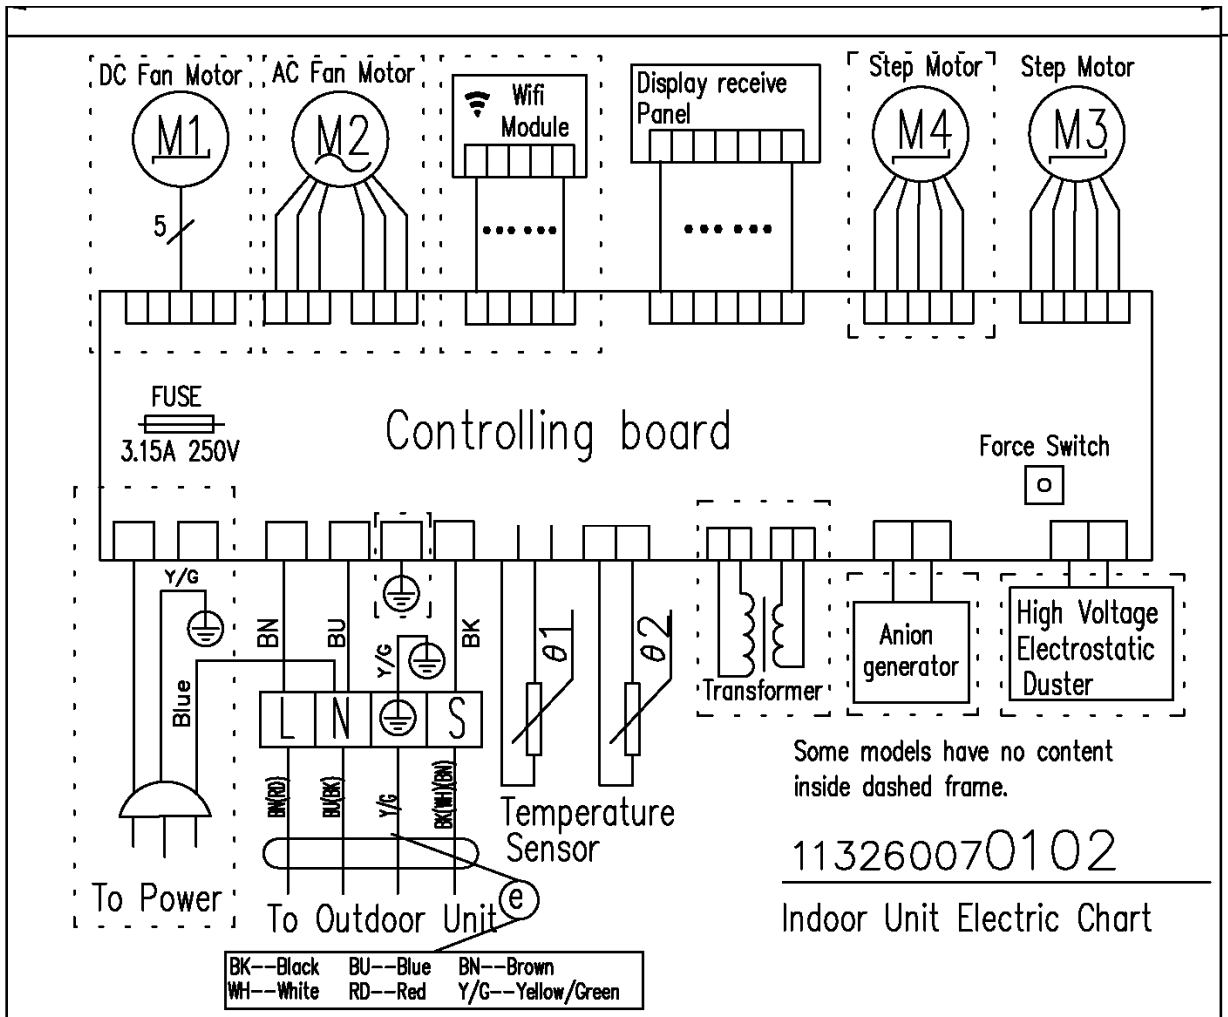 DC Fan Motor
AC Fan Motor
Wifi
Module
Display receive
Panel
Step Motor
Step Motor
M1
M2
M4
M3
5
FUSE
3.15A 250V
Controlling board
Force Switch
Y/G
BN
BU
Y/G
BK
θ1
θ2
Blue
L N S
Transformer
Anion
generator
High Voltage
Electrostatic
Duster
BN(RD)
BU(BK)
Y/G
BK(WH)(BN)
Temperature
Sensor
Some models have no content
inside dashed frame.
113260070102
To Power
To Outdoor Unit
e
Indoor Unit Electric Chart
BK--Black BU--Blue BN--Brown
WH--White RD--Red Y/G--Yellow/Green